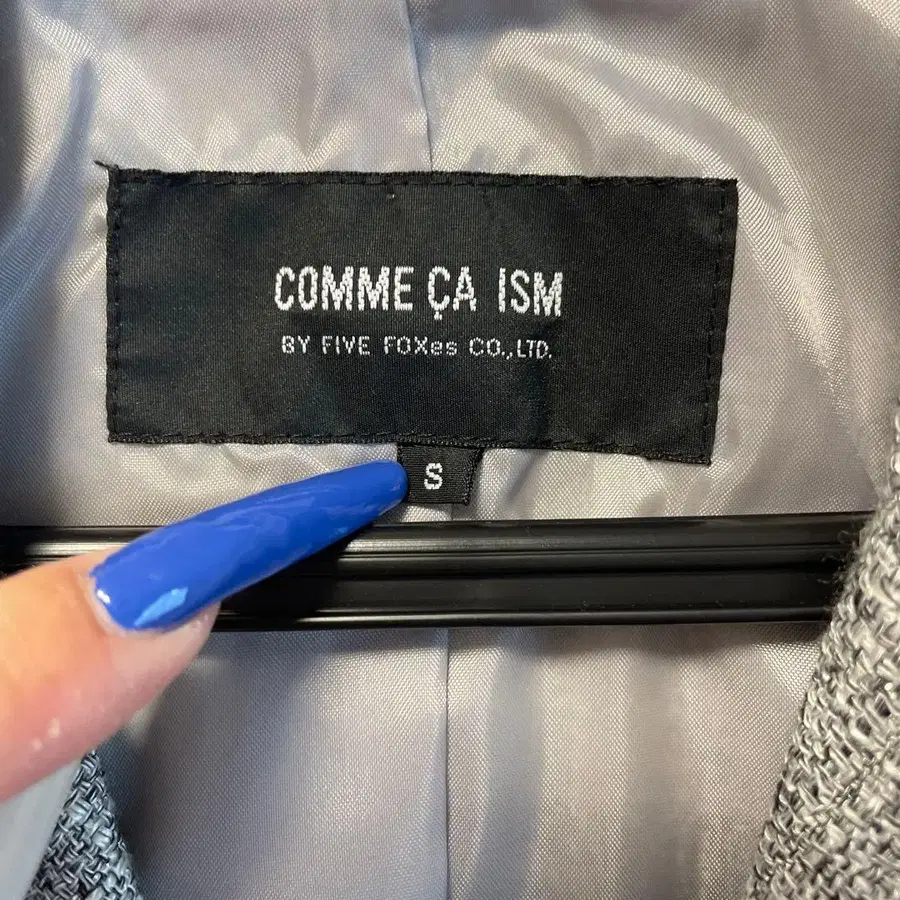 COMME ÇA ISM
BY FIVE FOXes CO.,LTD.
S